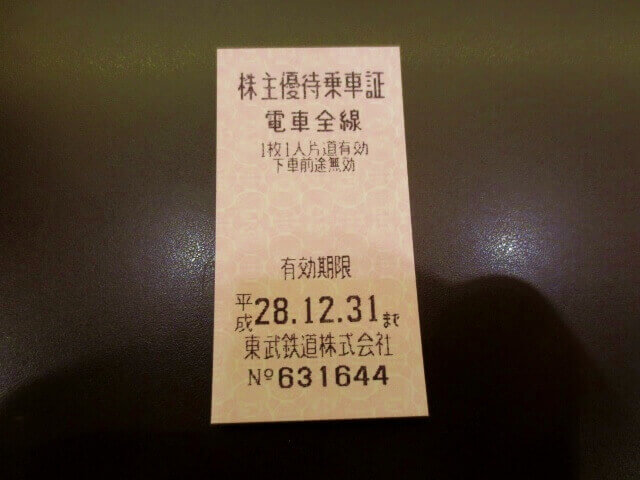 株主優待乗車証
電車全線
1枚1人片道有効
下車前途無効
有効期限
平成28.12.31まで
東武鉄道株式会社
№631644